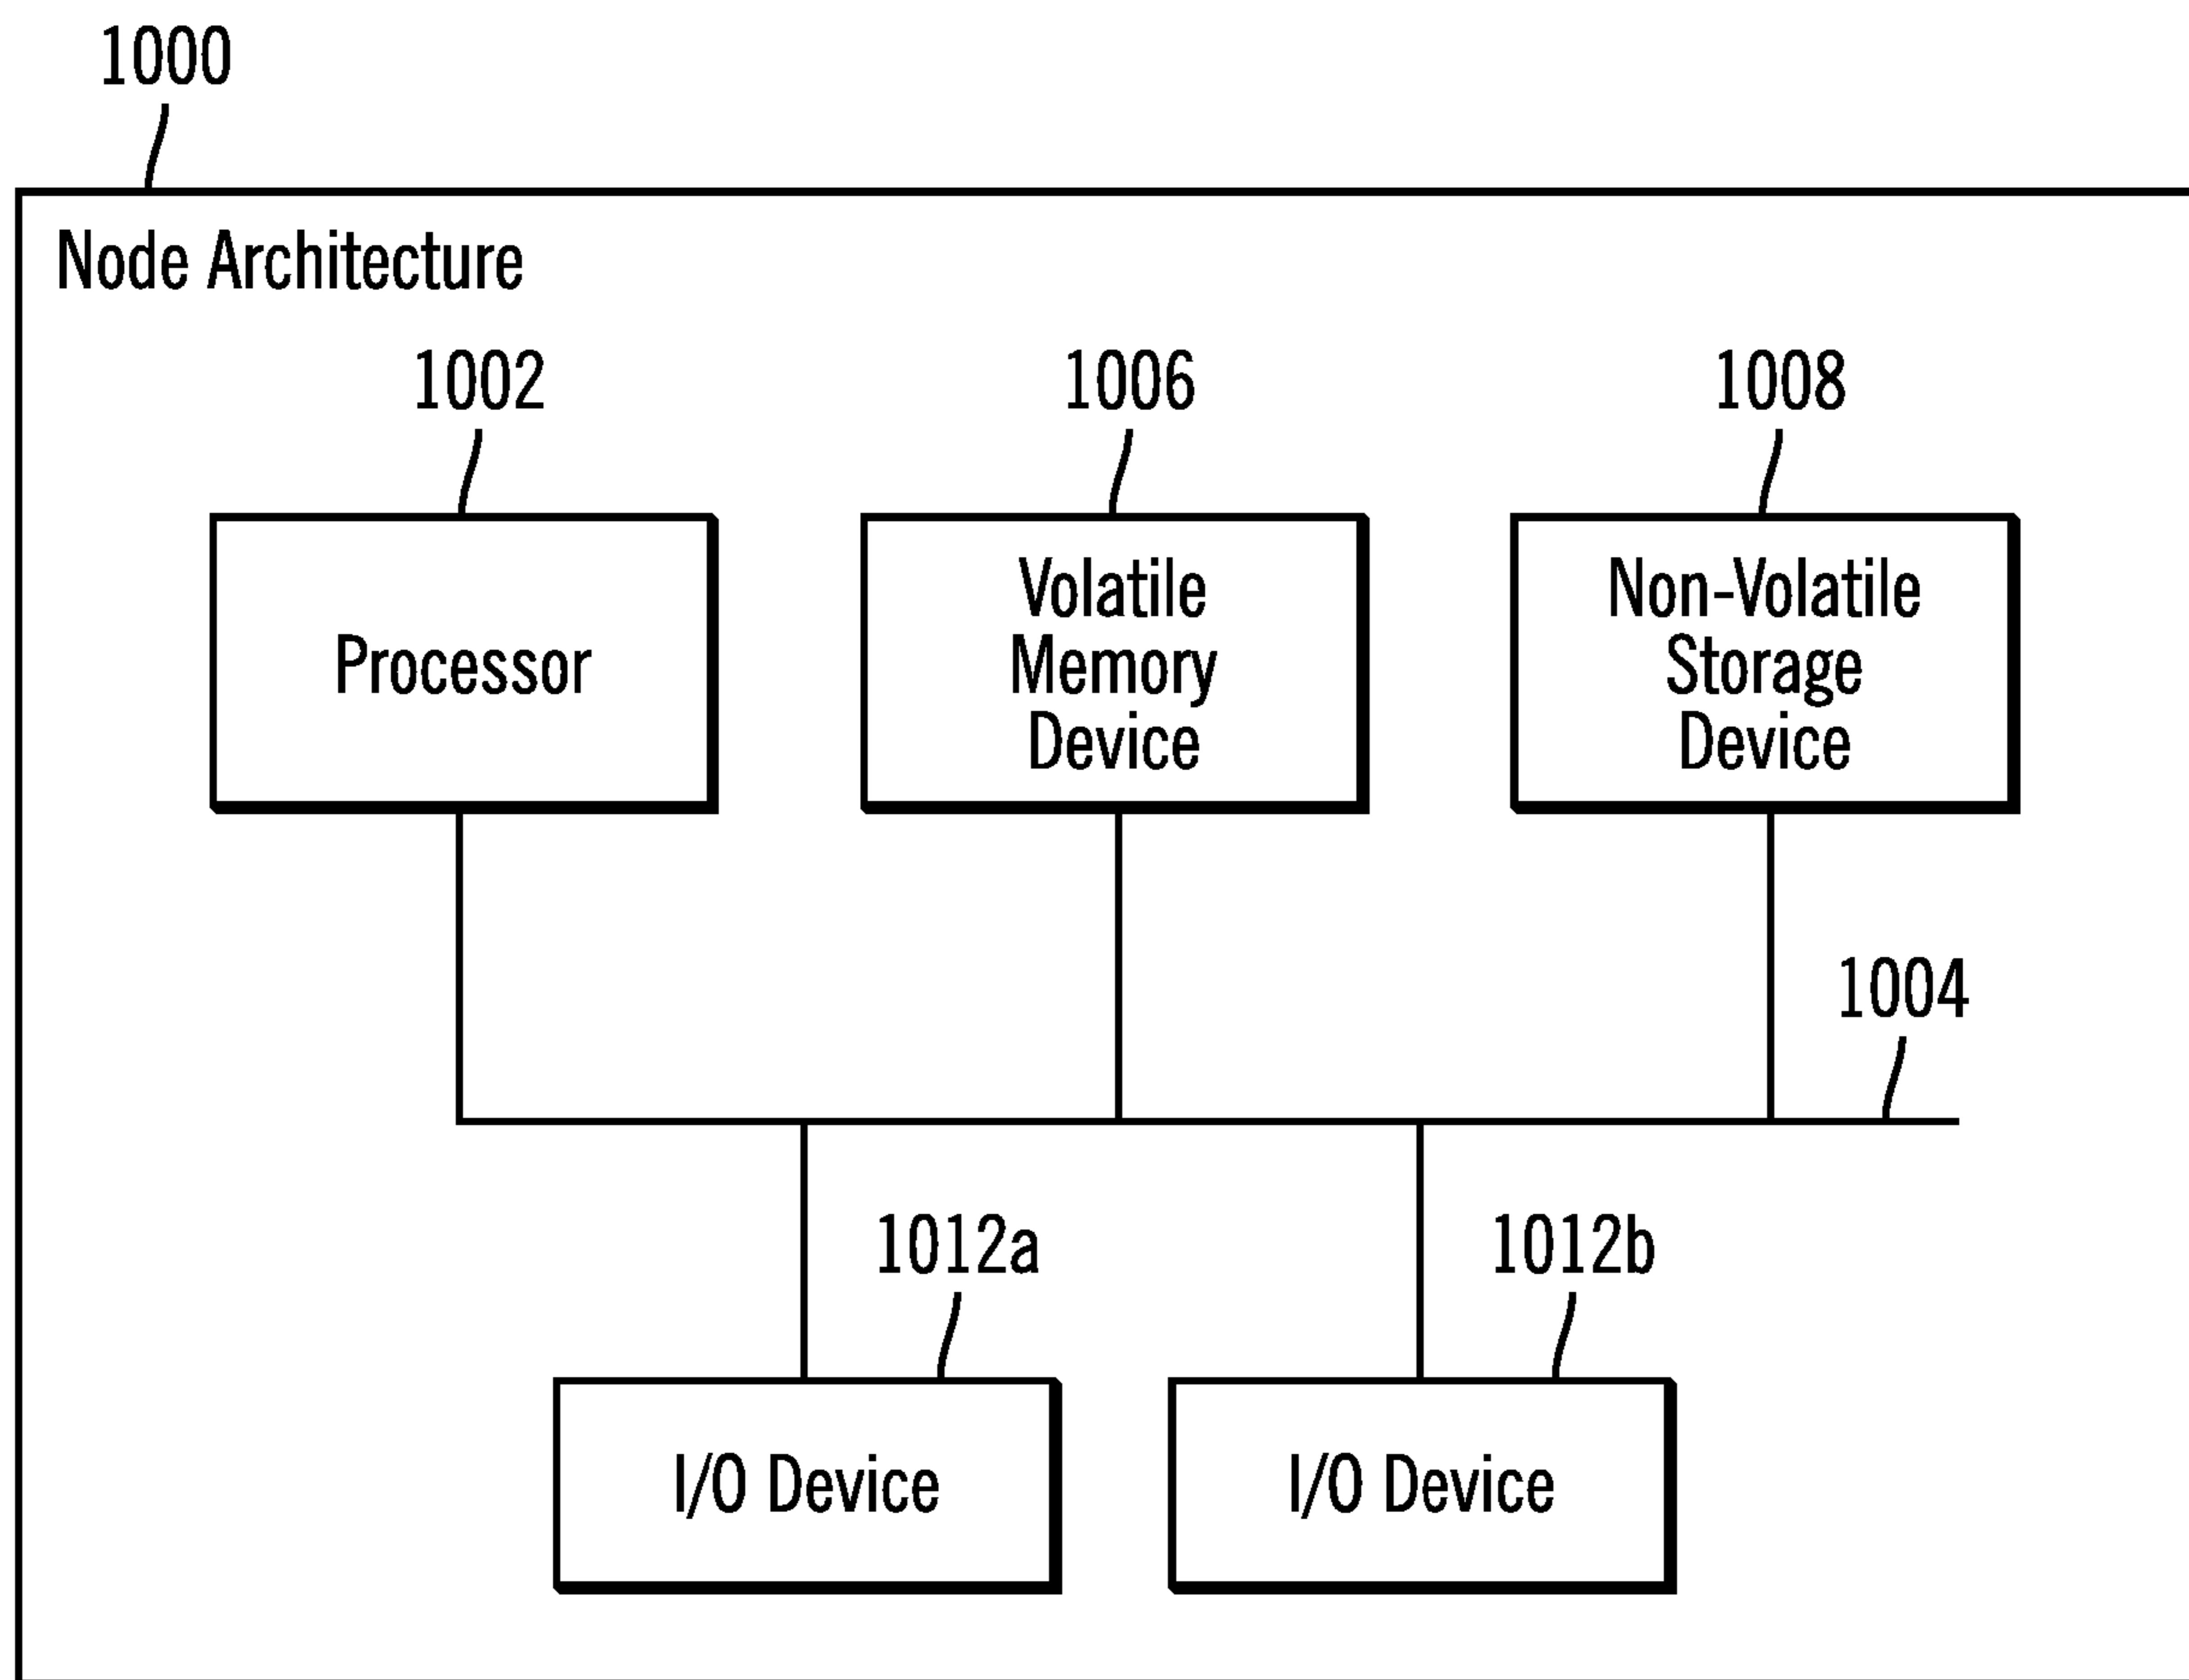 1000
Node Architecture
1002
1006
1008
Processor
Volatile
Memory
Device
Non-Volatile
Storage
Device
1004
1012a
1012b
I/O Device
I/O Device